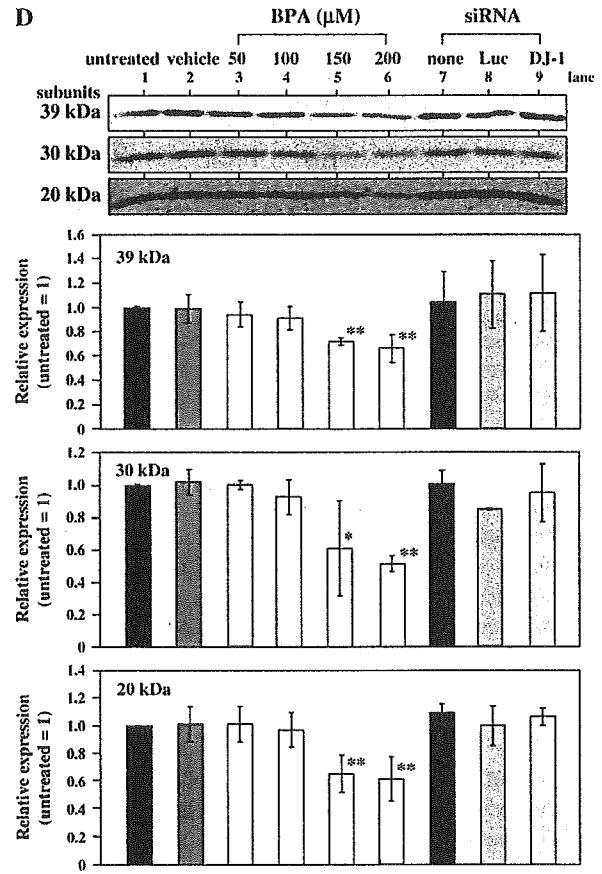 D
BPA (μM) siRNA
untreated vehicle 50 100 150 200 none Luc DJ-1
subunits 1 2 3 4 5 6 7 8 9 lane
39 kDa
30 kDa
20 kDa
39 kDa
Relative expression
(untreated = 1)
1.6
1.4
1.2
1.0
0.8
0.6
0.4
0.2
0
** **
30 kDa
Relative expression
(untreated = 1)
1.2
1.0
0.8
0.6
0.4
0.2
0
* **
20 kDa
Relative expression
(untreated = 1)
1.4
1.2
1.0
0.8
0.6
0.4
0.2
0
** **